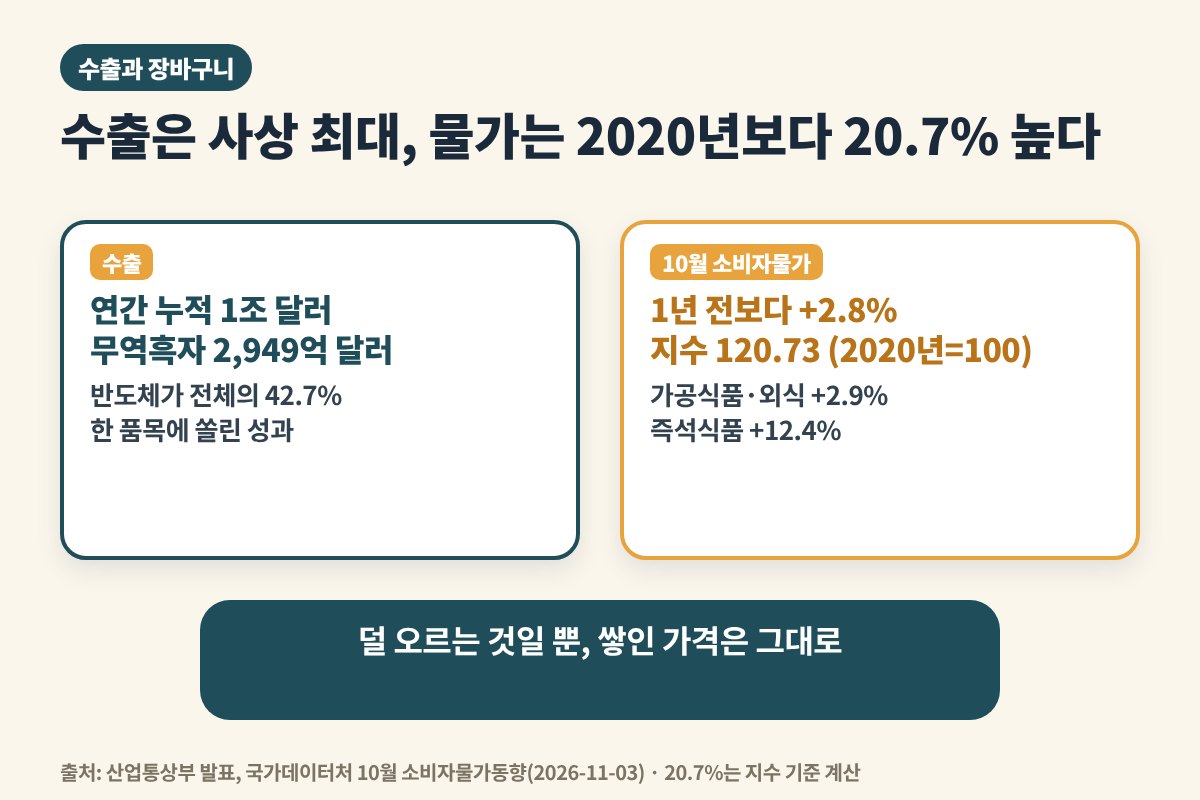 수출과 장바구니
수출은 사상 최대, 물가는 2020년보다 20.7% 높다
수출
연간 누적 1조 달러
무역흑자 2,949억 달러
반도체가 전체의 42.7%
한 품목에 쏠린 성과
10월 소비자물가
1년 전보다 +2.8%
지수 120.73 (2020년=100)
가공식품·외식 +2.9%
즉석식품 +12.4%
덜 오르는 것일 뿐, 쌓인 가격은 그대로
출처: 산업통상부 발표, 국가데이터처 10월 소비자물가동향(2026-11-03) · 20.7%는 지수 기준 계산